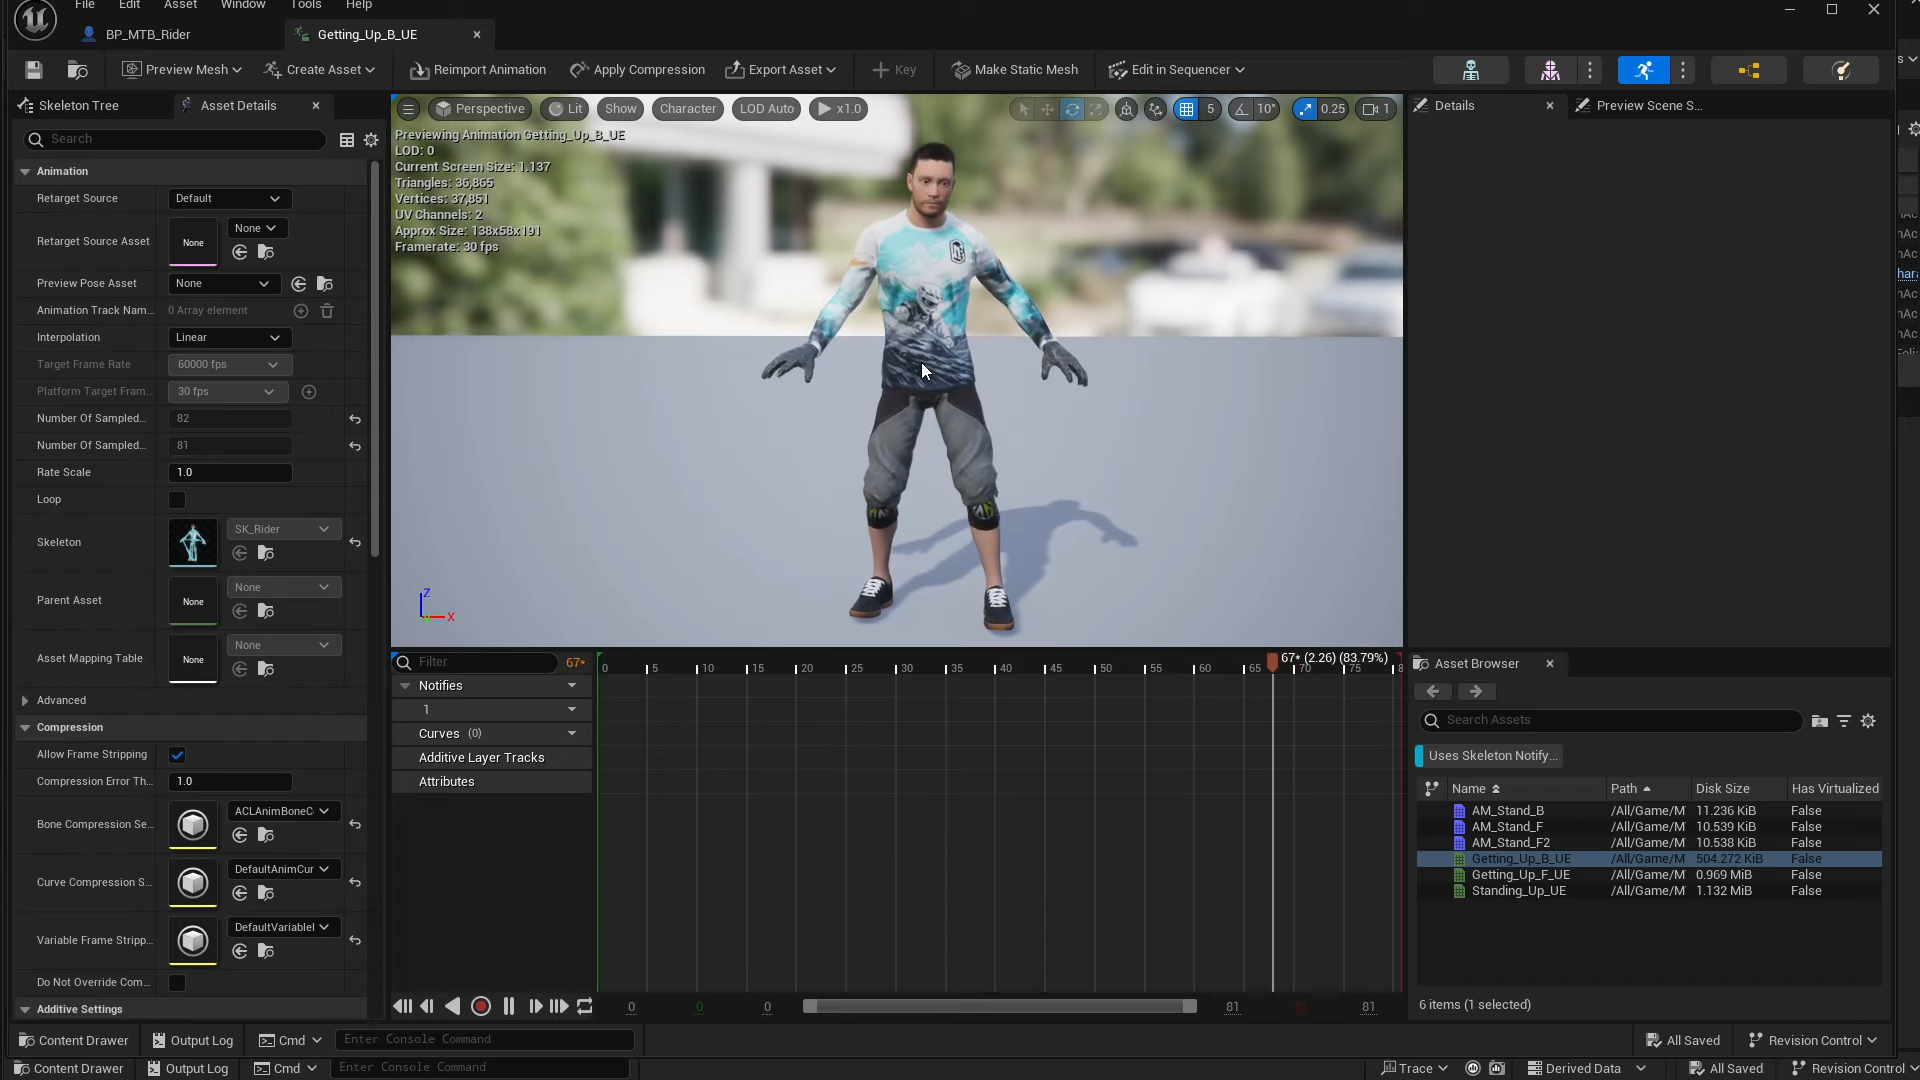 File Edit Asset Window Tools Help
BP_MTB_Rider Getting_Up_B_UE
Preview Mesh Create Asset Reimport Animation Apply Compression Export Asset Key Make Static Mesh Edit in Sequencer
Skeleton Tree Asset Details
Search
Animation
Retarget Source Default
Retarget Source Asset None None
Preview Pose Asset None
Animation Track Nam... 0 Array element
Interpolation Linear
Target Frame Rate 60000 fps
Platform Target Fram... 30 fps
Number Of Sampled... 82
Number Of Sampled... 81
Rate Scale 1.0
Loop
Skeleton SK_Rider
Parent Asset None None
Asset Mapping Table None None
Advanced
Compression
Allow Frame Stripping
Compression Error Th... 1.0
Bone Compression Se... ACLAnimBoneC
Curve Compression S... DefaultAnimCur
Variable Frame Stripp... DefaultVariableI
Do Not Override Com...
Additive Settings
Perspective Lit Show Character LOD Auto x1.0 5 10° 0.25 1
Previewing Animation Getting_Up_B_UE
LOD: 0
Current Screen Size: 1.137
Triangles: 36,865
Vertices: 37,851
UV Channels: 2
Approx Size: 138x58x191
Framerate: 30 fps
Z
X
Filter 67*
0 5 10 15 20 25 30 35 40 45 50 55 60 65 70 75 8
67* (2.26) (83.79%)
Notifies
1
Curves (0)
Additive Layer Tracks
Attributes
0 0 0 81 81
Details Preview Scene S...
Asset Browser
Search Assets
Uses Skeleton Notify...
Name Path Disk Size Has Virtualized
AM_Stand_B /All/Game/M 11.236 KiB False
AM_Stand_F /All/Game/M 10.539 KiB False
AM_Stand_F2 /All/Game/M 10.538 KiB False
Getting_Up_B_UE /All/Game/M 504.272 KiB False
Getting_Up_F_UE /All/Game/M 0.969 MiB False
Standing_Up_UE /All/Game/M 1.132 MiB False
6 items (1 selected)
Content Drawer Output Log Cmd Enter Console Command All Saved Revision Control
Content Drawer Output Log Cmd Enter Console Command Trace Derived Data All Saved Revision Control